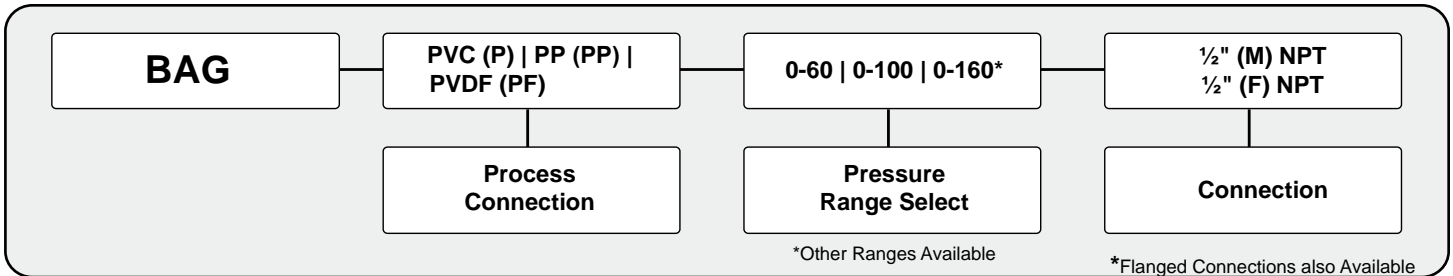 BAG
PVC (P) | PP (PP) |
PVDF (PF)
0-60 | 0-100 | 0-160*
½" (M) NPT
½" (F) NPT
Process
Connection
Pressure
Range Select
Connection
*Other Ranges Available
*Flanged Connections also Available